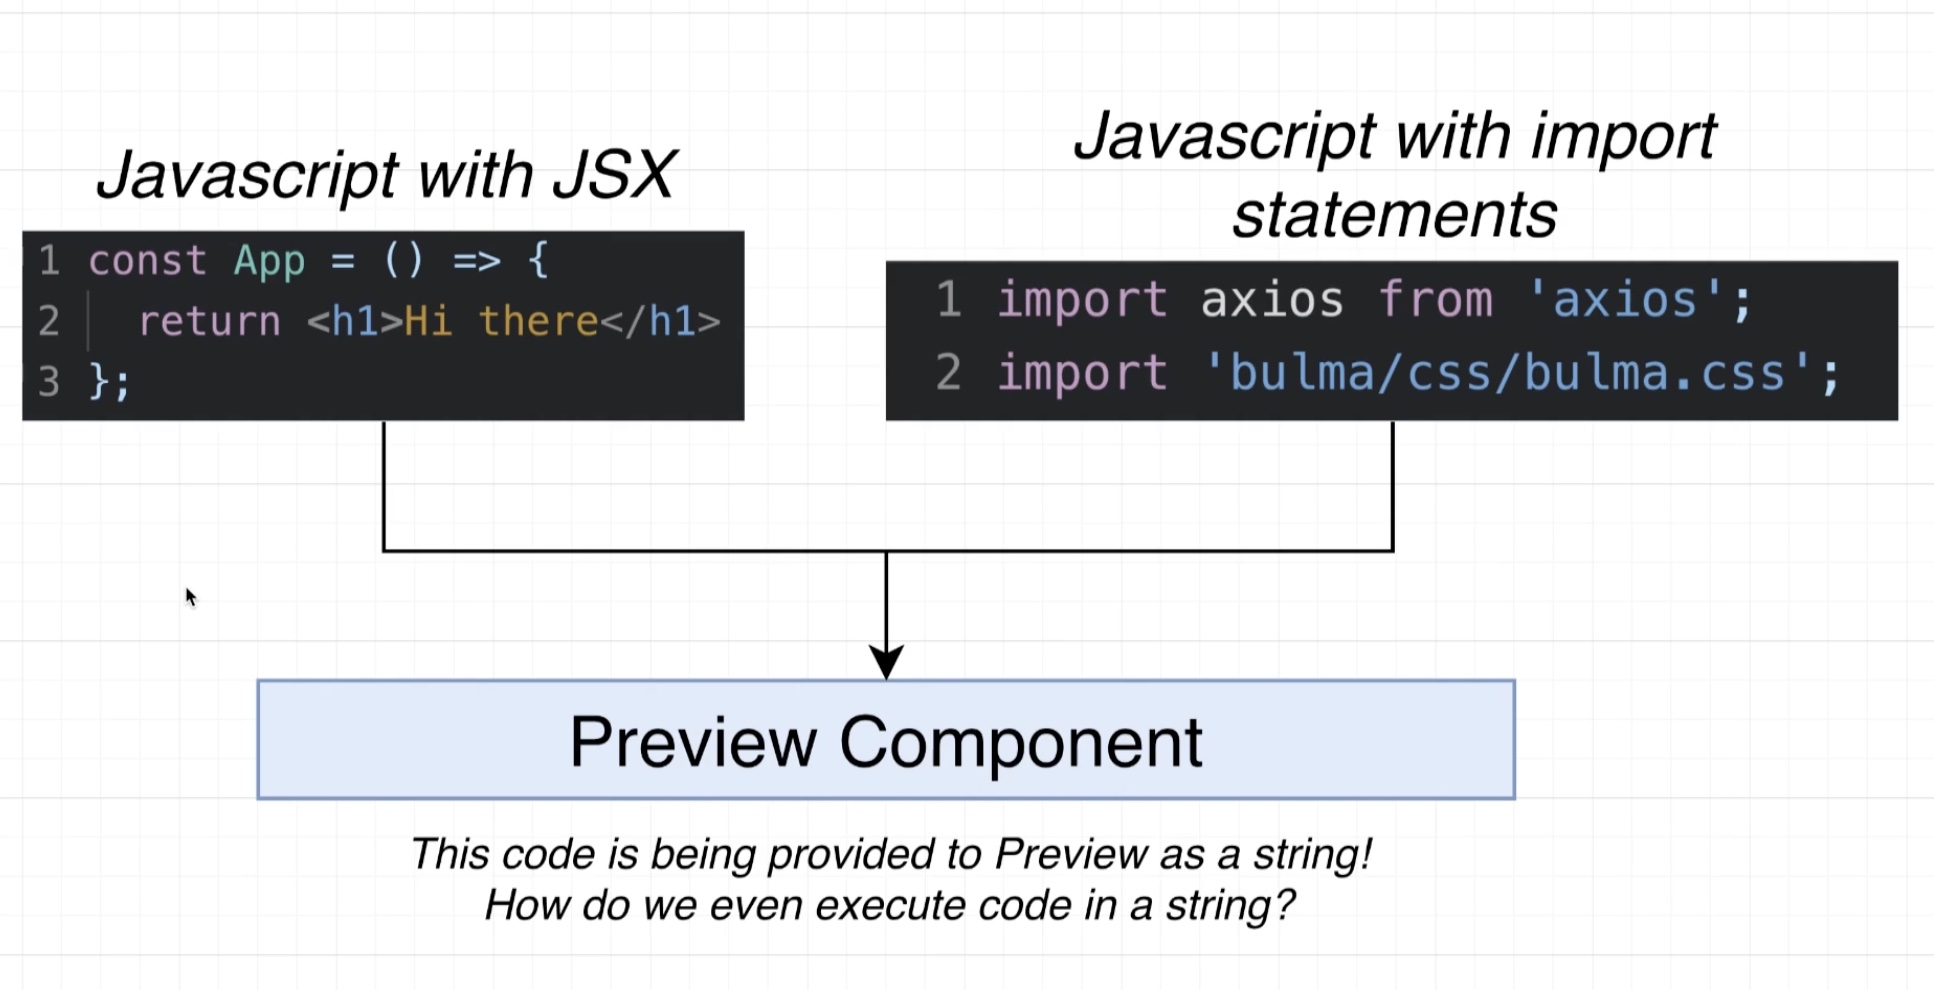 Javascript with JSX
1 const App = () => {
2 return <h1>Hi there</h1>
3 };
Javascript with import
statements
1 import axios from 'axios';
2 import 'bulma/css/bulma.css';
Preview Component
This code is being provided to Preview as a string!
How do we even execute code in a string?